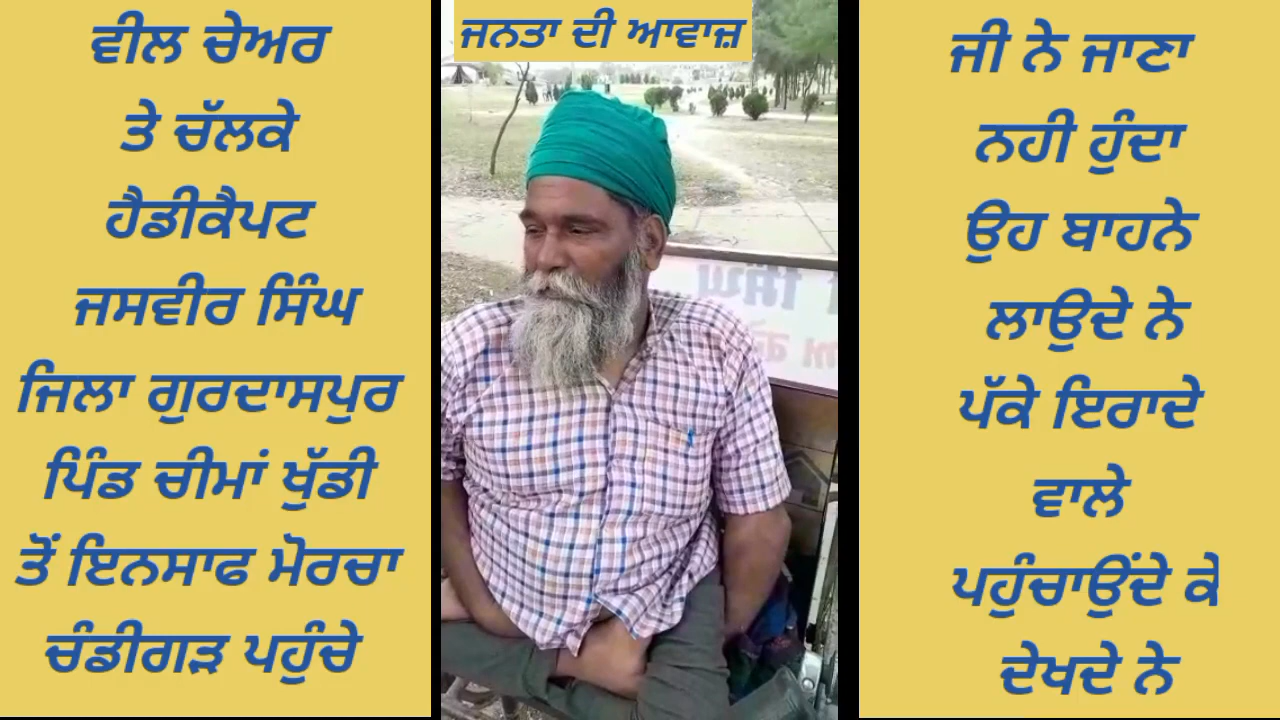 ਜਨਤਾ ਦੀ ਆਵਾਜ਼
ਵੀਲ ਚੇਅਰ
ਤੇ ਚੱਲਕੇ
ਹੈਡੀਕੈਪਟ
ਜਸਵੀਰ ਸਿੰਘ
ਜਿਲਾ ਗੁਰਦਾਸਪੁਰ
ਪਿੰਡ ਚੀਮਾਂ ਖੁੱਡੀ
ਤੋਂ ਇਨਸਾਫ ਮੋਰਚਾ
ਚੰਡੀਗੜ ਪਹੁੰਚੇ
ਜੀ ਨੇ ਜਾਣਾ
ਨਹੀ ਹੁੰਦਾ
ਉਹ ਬਾਹਨੇ
ਲਾਉਦੇ ਨੇ
ਪੱਕੇ ਇਰਾਦੇ
ਵਾਲੇ
ਪਹੁੰਚਾਉਂਦੇ ਕੇ
ਦੇਖਦੇ ਨੇ